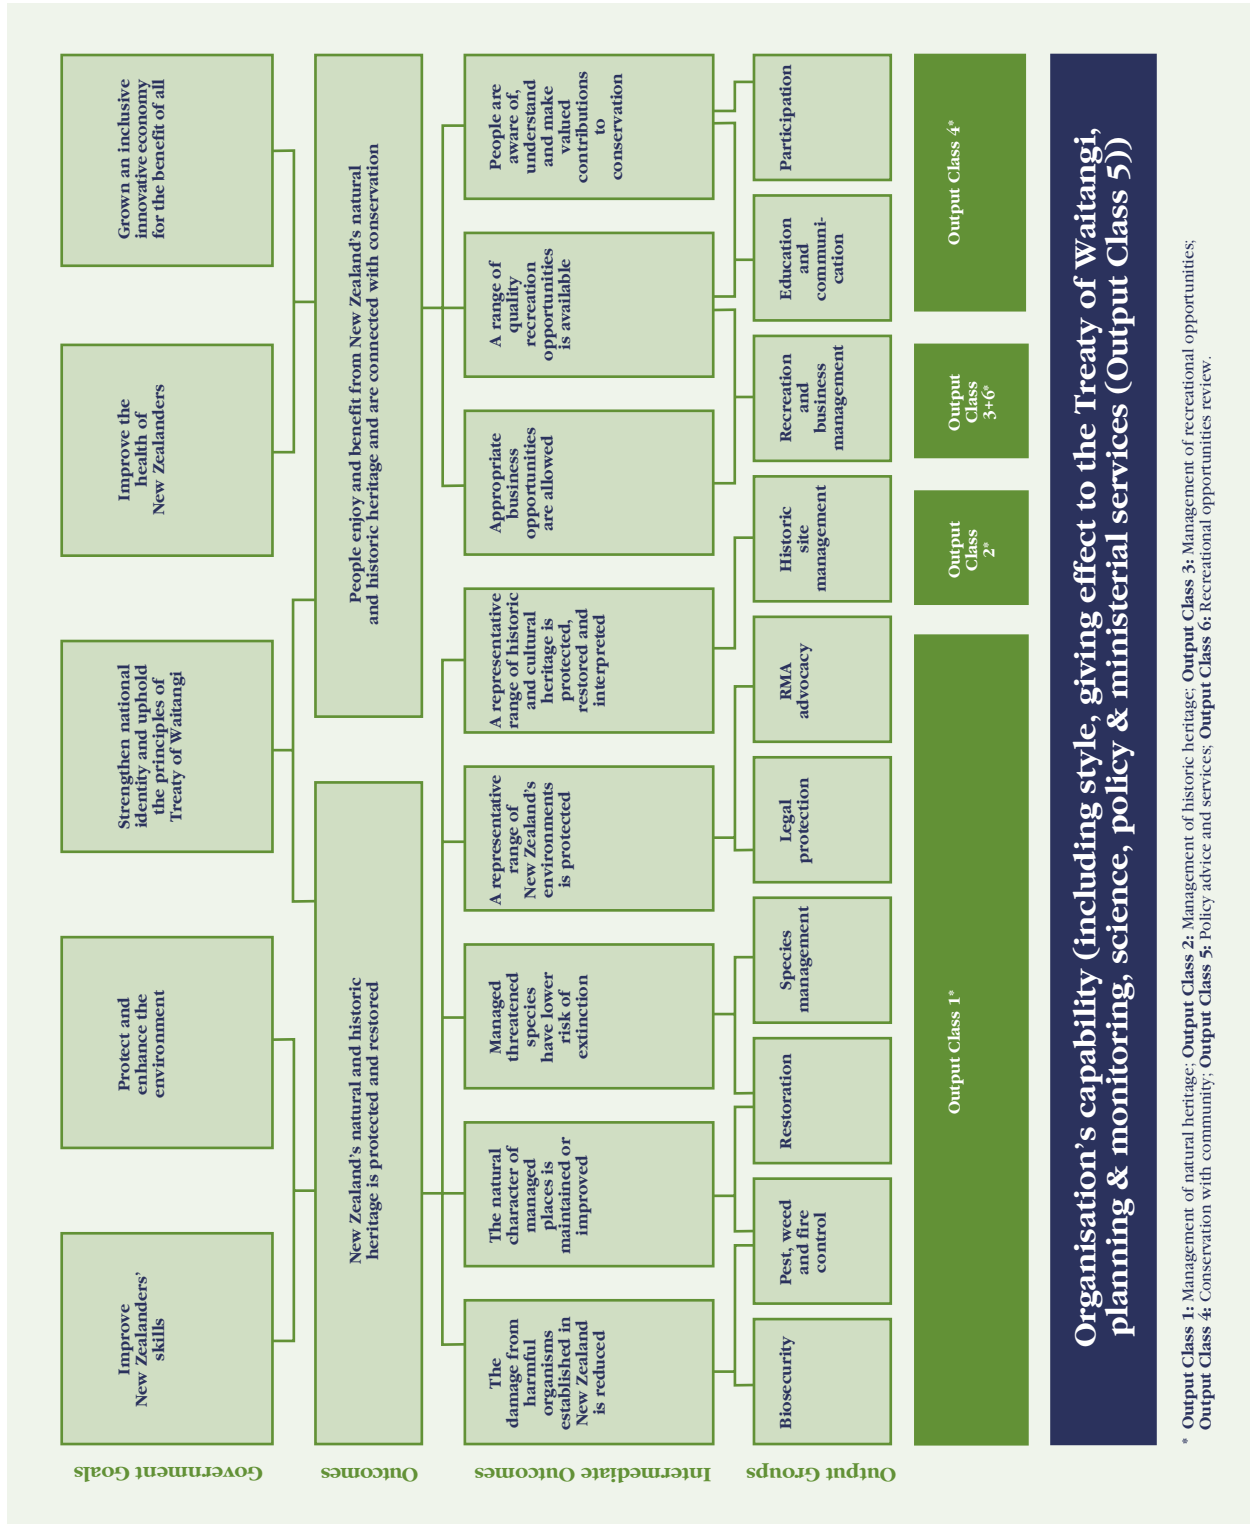 Government Goals
Improve
New Zealanders’
skills
Protect and
enhance the
environment
Strengthen national
identity and uphold
the principles of
Treaty of Waitangi
Improve the
health of
New Zealanders
Grown an inclusive
innovative economy
for the benefit of all
Outcomes
New Zealand’s natural and historic
heritage is protected and restored
People enjoy and benefit from New Zealand’s natural
and historic heritage and are connected with conservation
Intermediate Outcomes
The
damage from
harmful
organisms
established in
New Zealand
is reduced
The natural
character of
managed
places is
maintained or
improved
Managed
threatened
species
have lower
risk of
extinction
A representative
range of
New Zealand’s
environments
is protected
A representative
range of historic
and cultural
heritage is
protected,
restored and
interpreted
Appropriate
business
opportunities
are allowed
A range of
quality
recreation
opportunities
is available
People are
aware of,
understand
and make
valued
contributions
to
conservation
Output Groups
Biosecurity
Pest, weed
and fire
control
Restoration
Species
management
Legal
protection
RMA
advocacy
Historic
site
management
Recreation
and
business
management
Education
and
communi-
cation
Participation
Output Class 1*
Output
Class
2*
Output
Class
3+6*
Output Class 4*
Organisation’s capability (including style, giving effect to the Treaty of Waitangi,
planning & monitoring, science, policy & ministerial services (Output Class 5))
* Output Class 1: Management of natural heritage; Output Class 2: Management of historic heritage; Output Class 3: Management of recreational opportunities;
Output Class 4: Conservation with community; Output Class 5: Policy advice and services; Output Class 6: Recreational opportunities review.